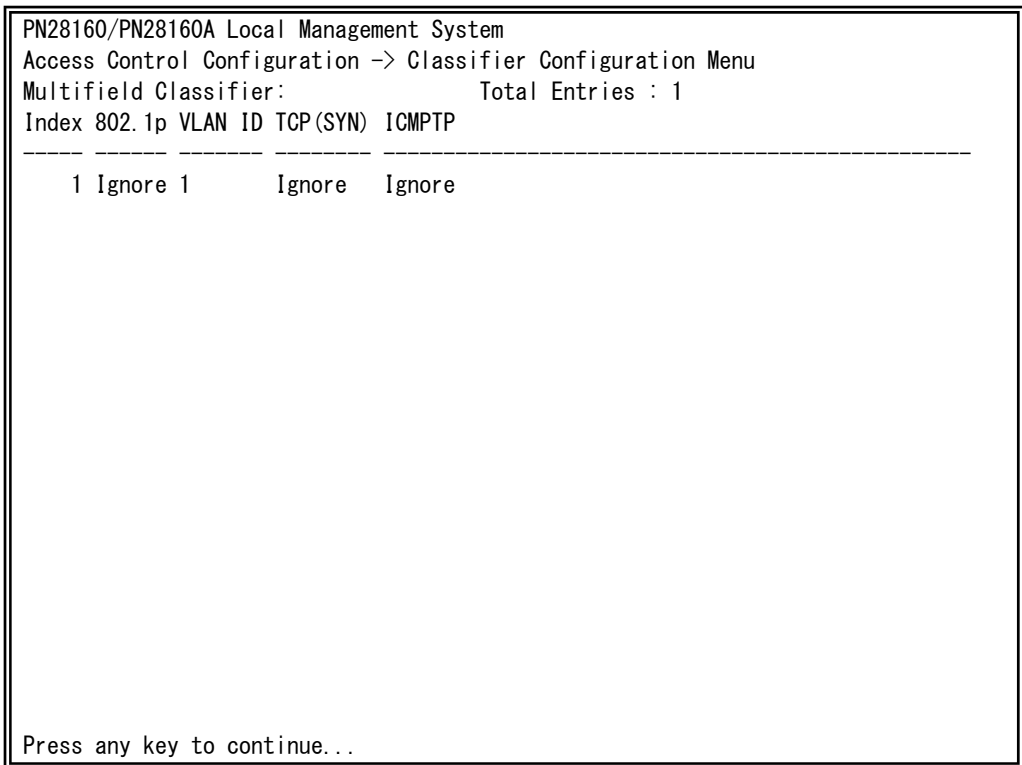 PN28160/PN28160A Local Management System
Access Control Configuration -> Classifier Configuration Menu
Multifield Classifier:                Total Entries : 1
Index 802.1p VLAN ID TCP(SYN) ICMPTP
----- ------ ------- -------- -------------------------------------------------
    1 Ignore 1       Ignore   Ignore
Press any key to continue...